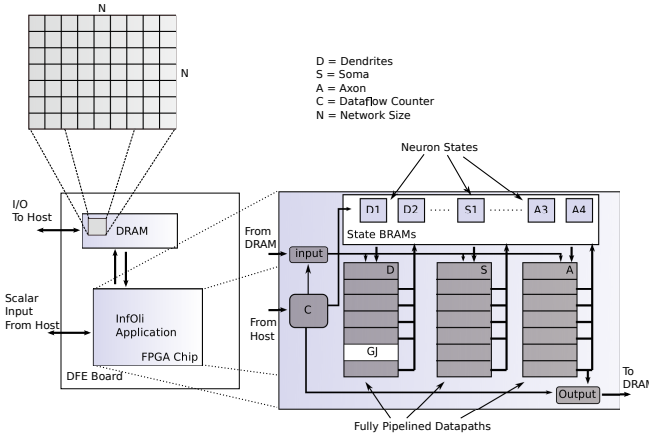 N
N
D = Dendrites
S = Soma
A = Axon
C = Dataflow Counter
N = Network Size
Neuron States
I/O
To Host
DRAM
From
DRAM
D1
D2
S1
A3
A4
State BRAMs
input
D
S
A
C
Scalar
Input
From Host
InfOli
Application
FPGA Chip
DFE Board
From
Host
GJ
To
DRAM
Output
Fully Pipelined Datapaths